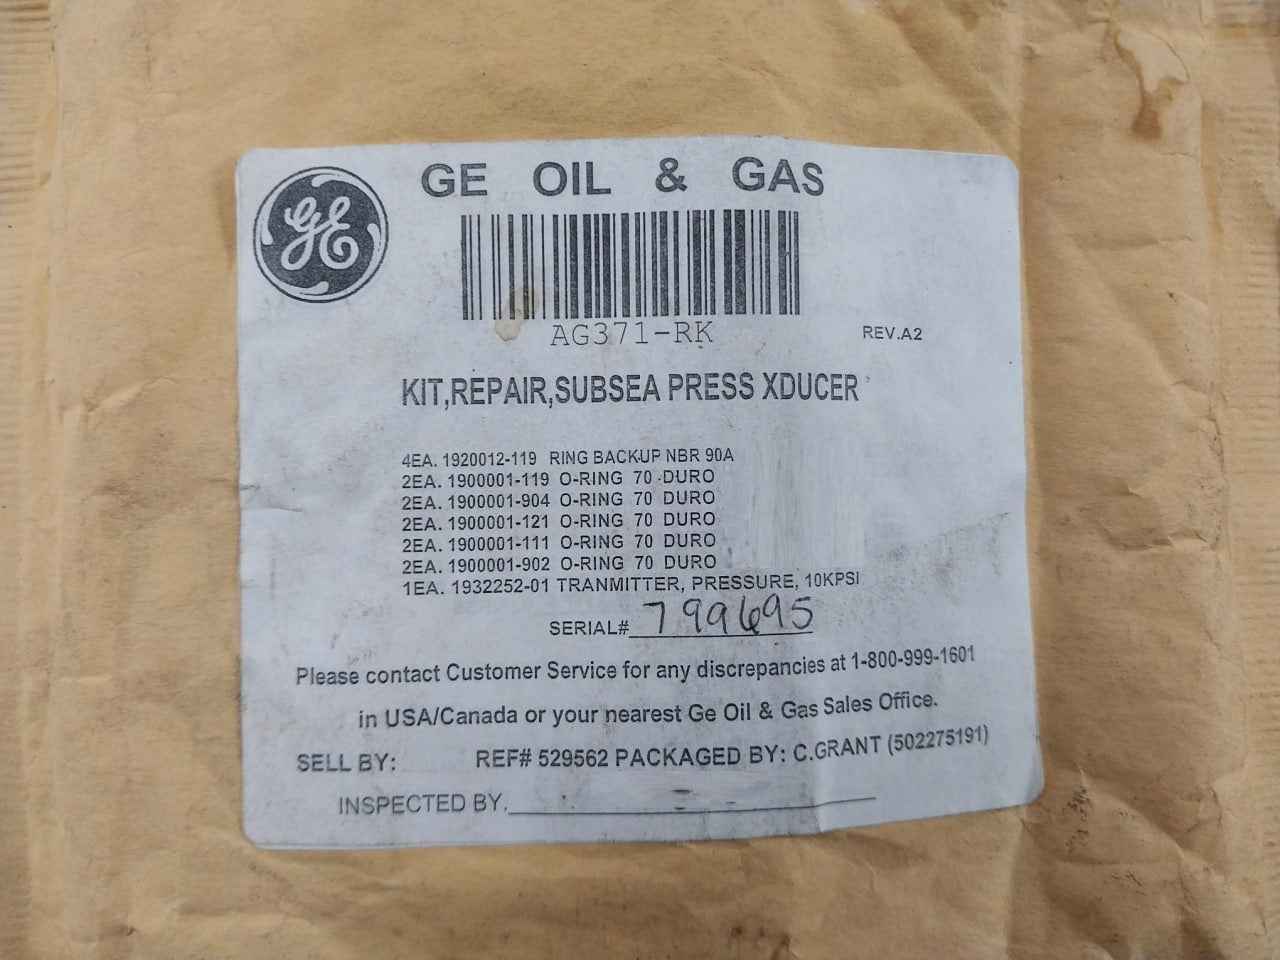 GE OIL & GAS
GE
AG371-RK
REV.A2
KIT,REPAIR,SUBSEA PRESS XDUCER
4EA. 1920012-119 RING BACKUP NBR 90A
2EA. 1900001-119 O-RING 70 DURO
2EA. 1900001-904 O-RING 70 DURO
2EA. 1900001-121 O-RING 70 DURO
2EA. 1900001-111 O-RING 70 DURO
2EA. 1900001-902 O-RING 70 DURO
1EA. 1932252-01 TRANMITTER, PRESSURE, 10KPSI
SERIAL# 799695
Please contact Customer Service for any discrepancies at 1-800-999-1601
in USA/Canada or your nearest Ge Oil & Gas Sales Office.
SELL BY: REF# 529562 PACKAGED BY: C.GRANT (502275191)
INSPECTED BY.